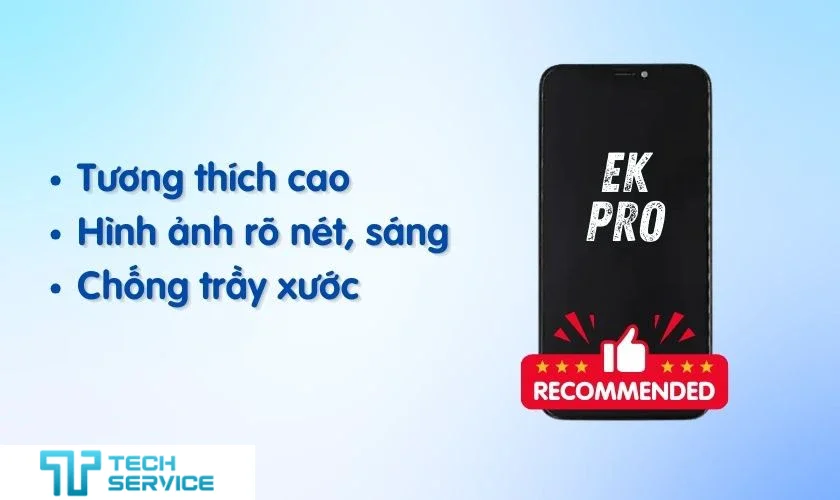 • Tương thích cao
• Hình ảnh rõ nét, sáng
• Chống trầy xước
EK
PRO
RECOMMENDED
TECH
SERVICE